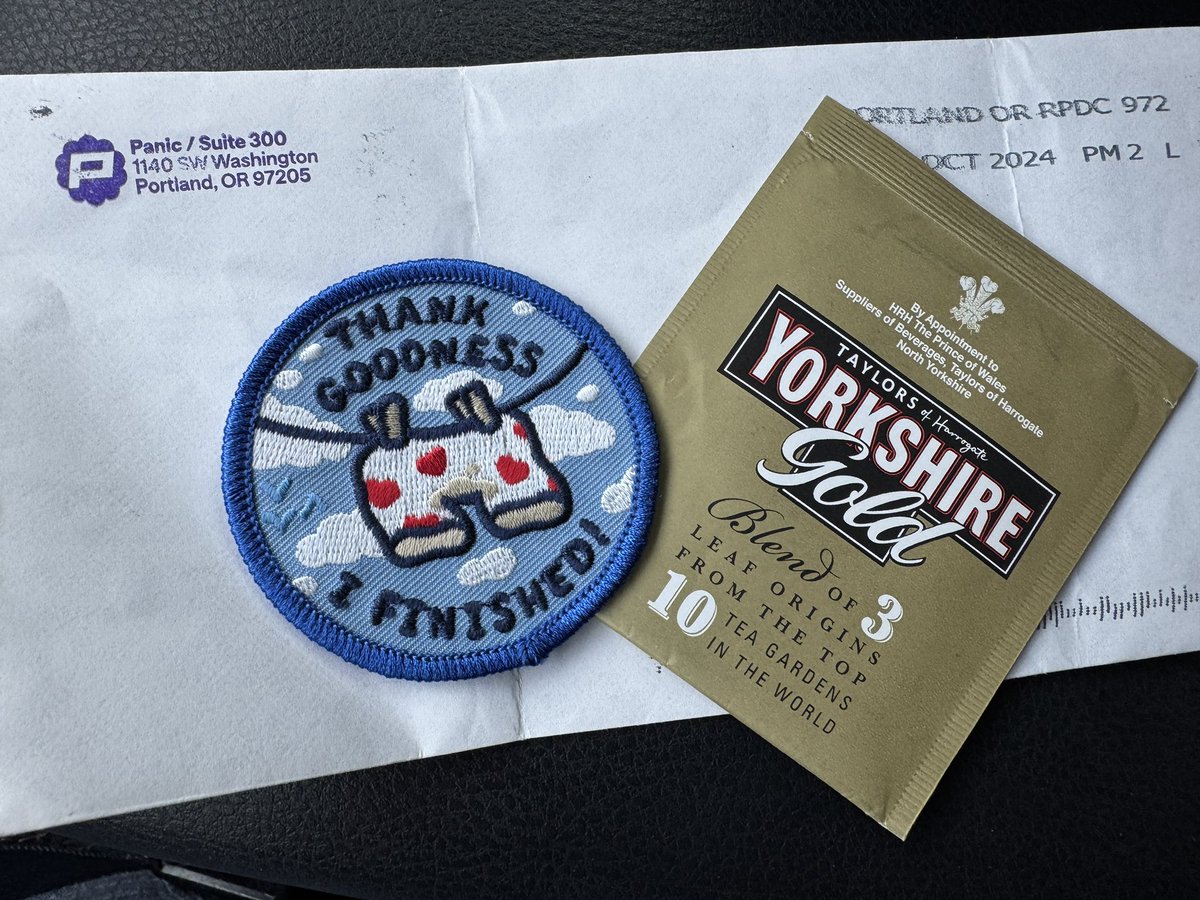 Panic / Suite 300
1140 SW Washington
Portland, OR 97205
ORTLAND OR RPDC 972
OCT 2024 PM 2 L
THANK
GOODNESS
I FINISHED!
By Appointment to
HRH The Prince of Wales
Suppliers of Beverages, Taylors of Harrogate
North Yorkshire
TAYLORS of Harrogate
YORKSHIRE
Gold
Blend OF 3
LEAF ORIGINS
FROM THE TOP
10 TEA GARDENS
IN THE WORLD
P